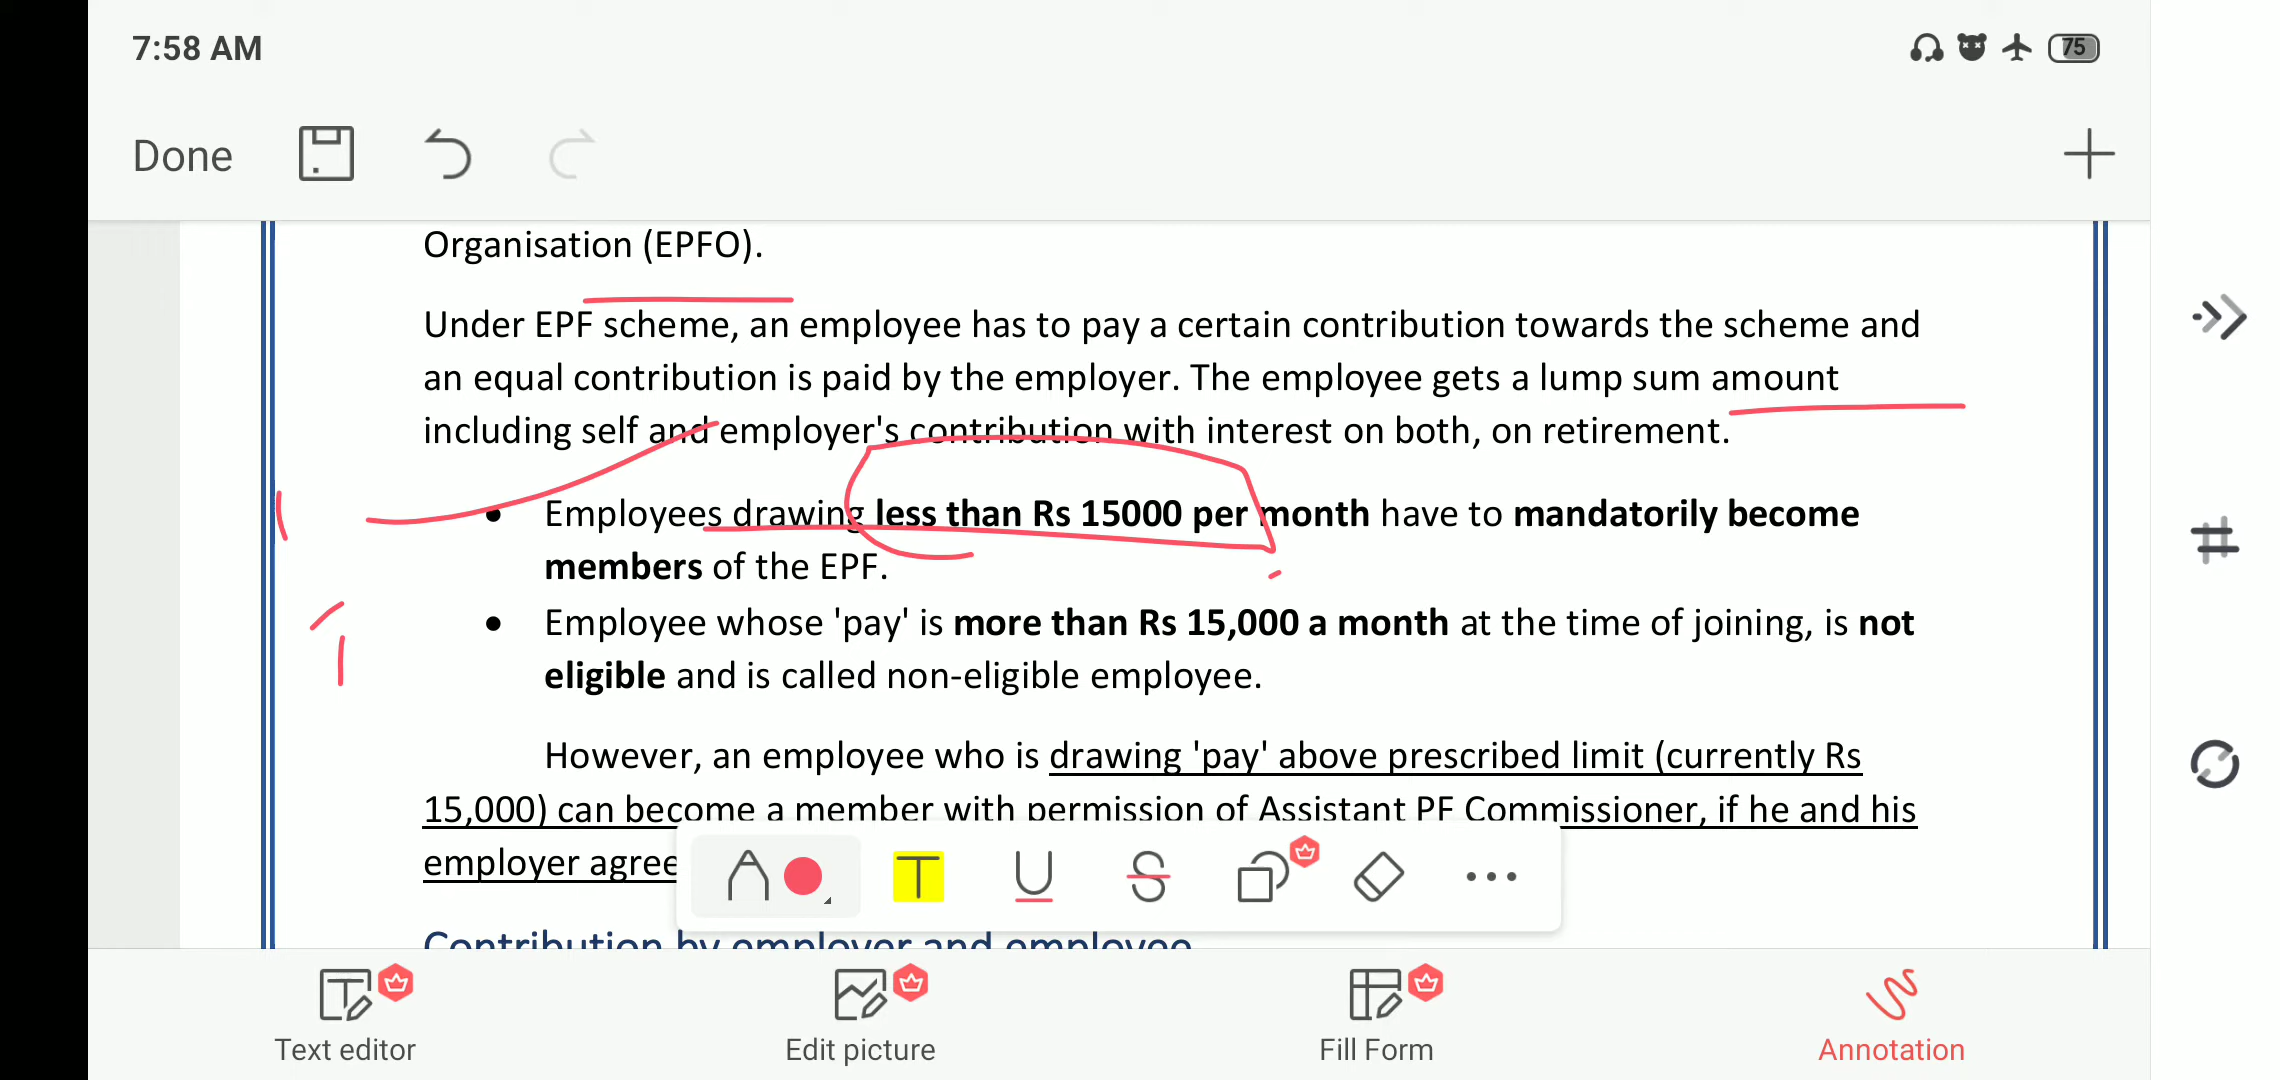 7:58 AM
75
Done
Organisation (EPFO).
Under EPF scheme, an employee has to pay a certain contribution towards the scheme and
an equal contribution is paid by the employer. The employee gets a lump sum amount
including self and employer's contribution with interest on both, on retirement.
• Employees drawing less than Rs 15000 per month have to mandatorily become
members of the EPF.
• Employee whose 'pay' is more than Rs 15,000 a month at the time of joining, is not
eligible and is called non-eligible employee.
However, an employee who is drawing 'pay' above prescribed limit (currently Rs
15,000) can become a member with permission of Assistant PF Commissioner, if he and his
employer agree
Contribution by employer and employee
Text editor
Edit picture
Fill Form
Annotation